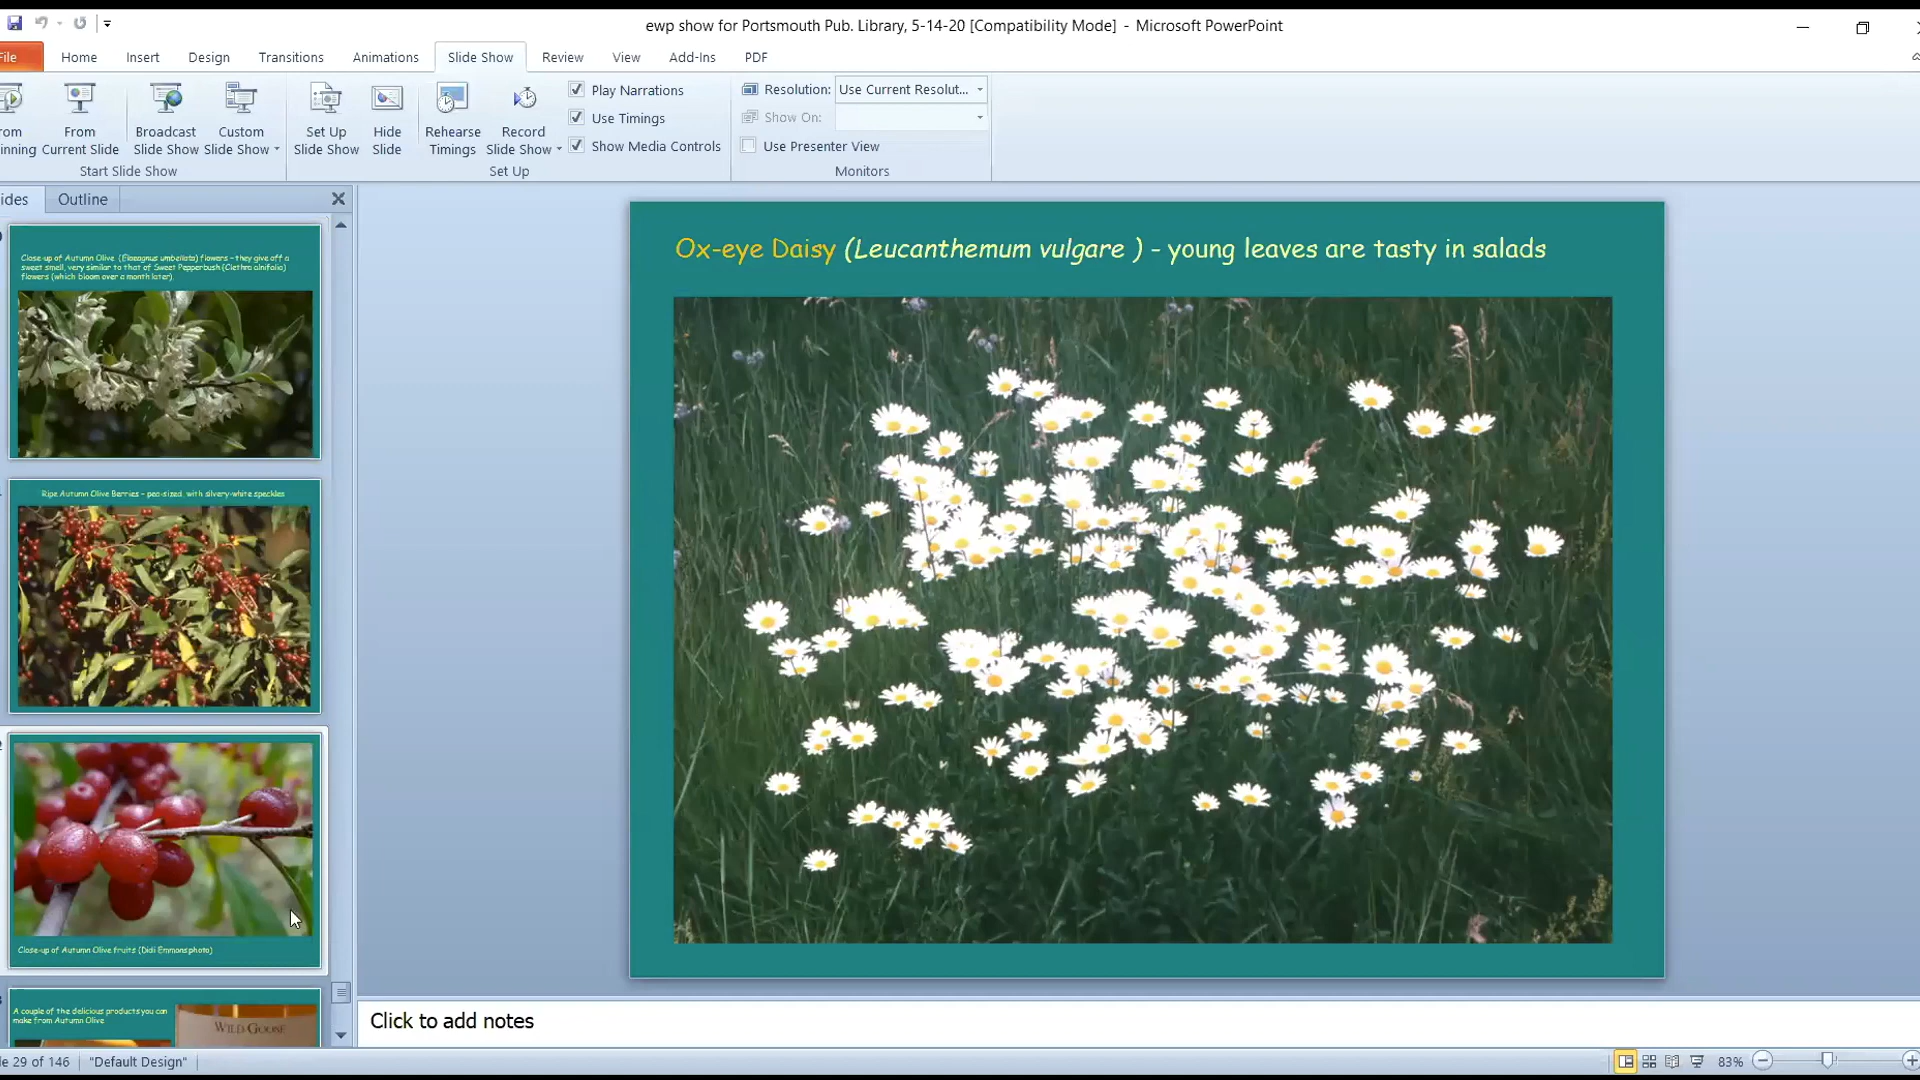 ewp show for Portsmouth Pub. Library, 5-14-20 [Compatibility Mode] - Microsoft PowerPoint
File Home Insert Design Transitions Animations Slide Show Review View Add-Ins PDF
From Current Slide
Broadcast Slide Show
Custom Slide Show
Set Up Slide Show
Hide Slide
Rehearse Timings
Record Slide Show
Play Narrations
Use Timings
Show Media Controls
Resolution: Use Current Resolut...
Show On:
Use Presenter View
Start Slide Show
Set Up
Monitors
Outline
Close-up of Autumn Olive (Elaeagnus umbellata) flowers – they give off a
sweet smell, very similar to that of Sweet Pepperbush (Clethra alnifolia)
flowers (which bloom over a month later).
Ripe Autumn Olive Berries – pea-sized, with silvery-white speckles
Close-up of Autumn Olive fruits (Didi Emmons photo)
A couple of the delicious products you can
make from Autumn Olive
WILD GOOSE
Ox-eye Daisy (Leucanthemum vulgare ) - young leaves are tasty in salads
Click to add notes
29 of 146 "Default Design" 83%